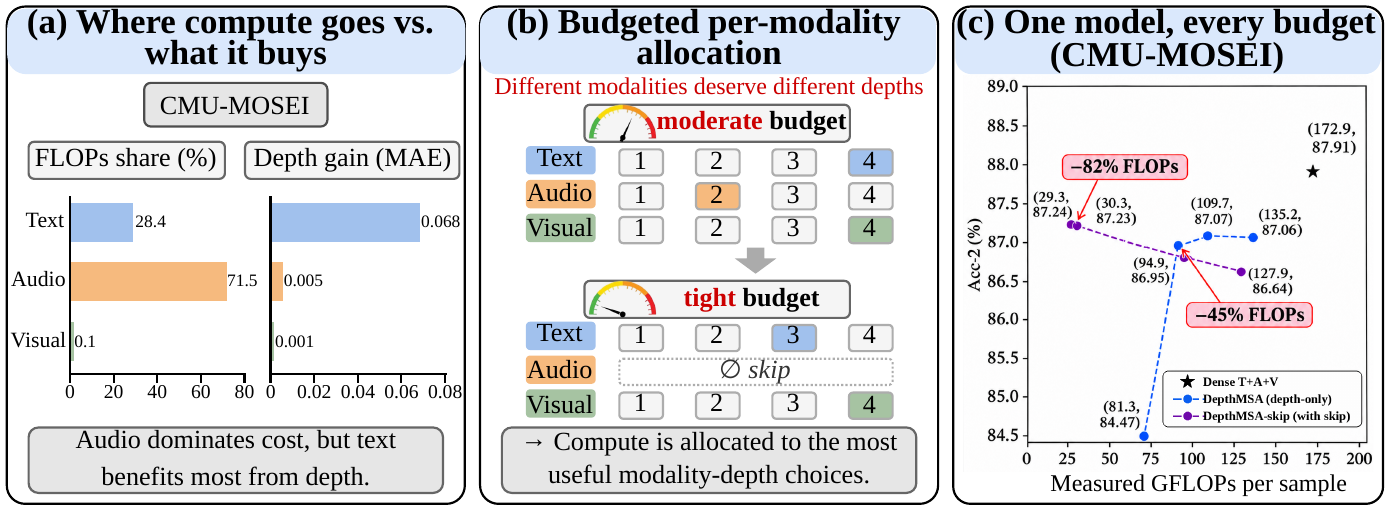 (a) Where compute goes vs.
what it buys
CMU-MOSEI
FLOPs share (%)
Depth gain (MAE)
Text
28.4
0.068
Audio
71.5
0.005
Visual
0.1
0.001
0 20 40 60 80
0 0.02 0.04 0.06 0.08
Audio dominates cost, but text
benefits most from depth.
(b) Budgeted per-modality
allocation
Different modalities deserve different depths
moderate budget
Text 1 2 3 4
Audio 1 2 3 4
Visual 1 2 3 4
tight budget
Text 1 2 3 4
Audio ∅ skip
Visual 1 2 3 4
→ Compute is allocated to the most
useful modality-depth choices.
(c) One model, every budget
(CMU-MOSEI)
Acc-2 (%)
89.0
88.5
88.0
87.5
87.0
86.5
86.0
85.5
85.0
84.5
(172.9,
87.91)
−82% FLOPs
(29.3,
87.24)
(30.3,
87.23)
(109.7,
87.07)
(135.2,
87.06)
(94.9,
86.95)
(127.9,
86.64)
−45% FLOPs
(81.3,
84.47)
Dense T+A+V
DepthMSA (depth-only)
DepthMSA-skip (with skip)
0 25 50 75 100 125 150 175 200
Measured GFLOPs per sample